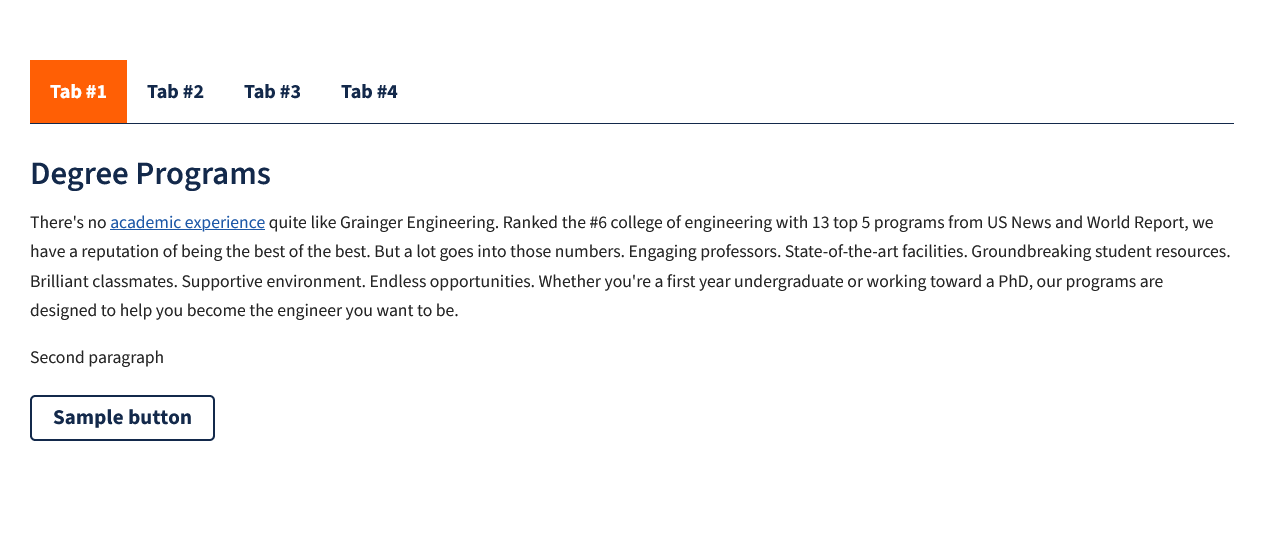 Tab #1 Tab #2 Tab #3 Tab #4
Degree Programs
There's no academic experience quite like Grainger Engineering. Ranked the #6 college of engineering with 13 top 5 programs from US News and World Report, we
have a reputation of being the best of the best. But a lot goes into those numbers. Engaging professors. State-of-the-art facilities. Groundbreaking student resources.
Brilliant classmates. Supportive environment. Endless opportunities. Whether you're a first year undergraduate or working toward a PhD, our programs are
designed to help you become the engineer you want to be.
Second paragraph
Sample button